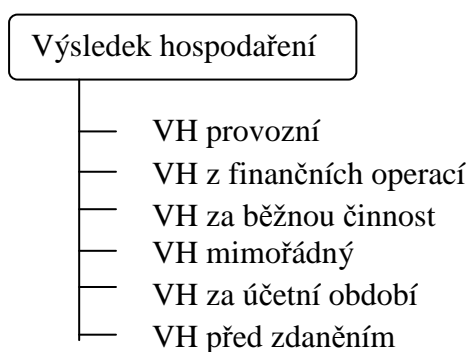 Výsledek hospodaření
VH provozní
VH z finančních operací
VH za běžnou činnost
VH mimořádný
VH za účetní období
VH před zdaněním